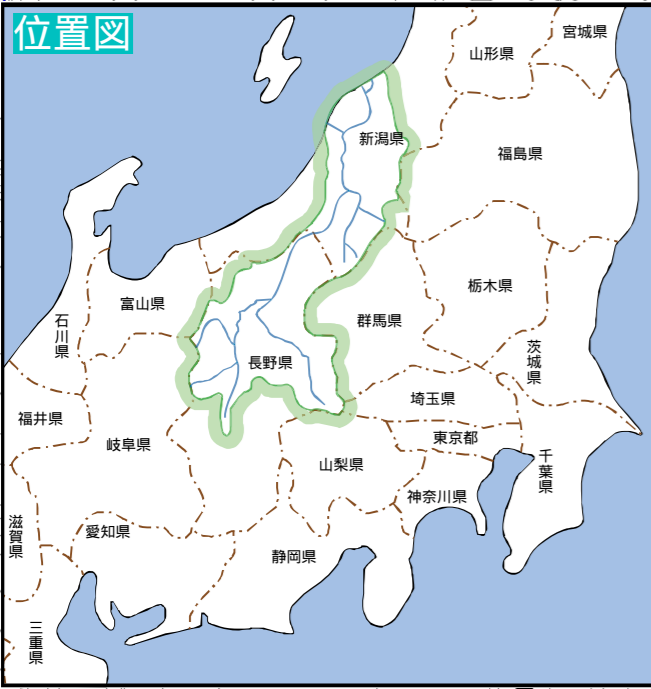 位置図
宮城県
山形県
新潟県
福島県
栃木県
富山県
群馬県
石川県
茨城県
長野県
埼玉県
福井県
東京都
岐阜県
千葉県
山梨県
神奈川県
滋賀県
愛知県
静岡県
三重県